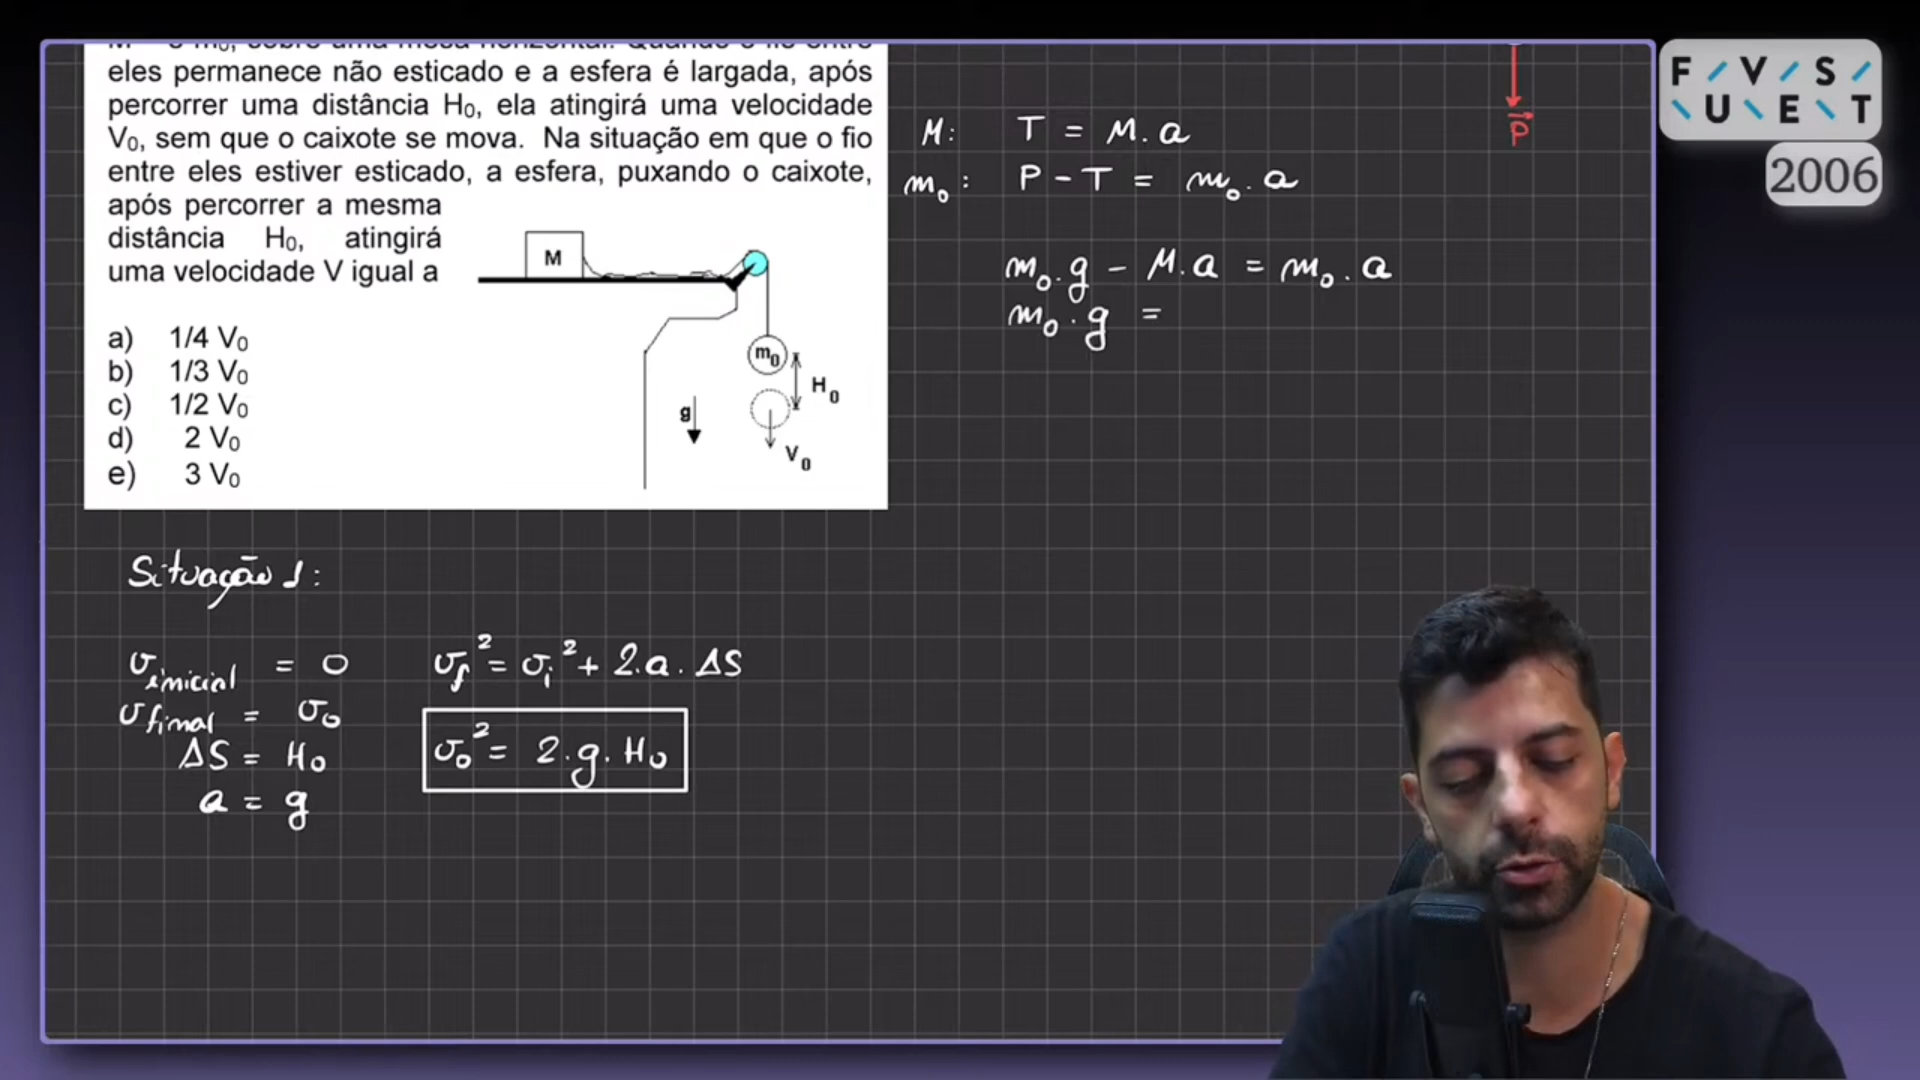 eles permanece não esticado e a esfera é largada, após
percorrer uma distância H₀, ela atingirá uma velocidade
V₀, sem que o caixote se mova. Na situação em que o fio
entre eles estiver esticado, a esfera, puxando o caixote,
após percorrer a mesma
distância H₀, atingirá
uma velocidade V igual a
a) 1/4 V₀
b) 1/3 V₀
c) 1/2 V₀
d) 2 V₀
e) 3 V₀
M
m₀
H₀
g
V₀
M: T = M.a
m₀: P - T = m₀.a
m₀.g - M.a = m₀.a
m₀.g =
P
Situação 1:
v inicial = 0
v final = v₀
ΔS = H₀
a = g
v_f² = v_i² + 2.a.ΔS
v₀² = 2.g.H₀
FUVEST
2006